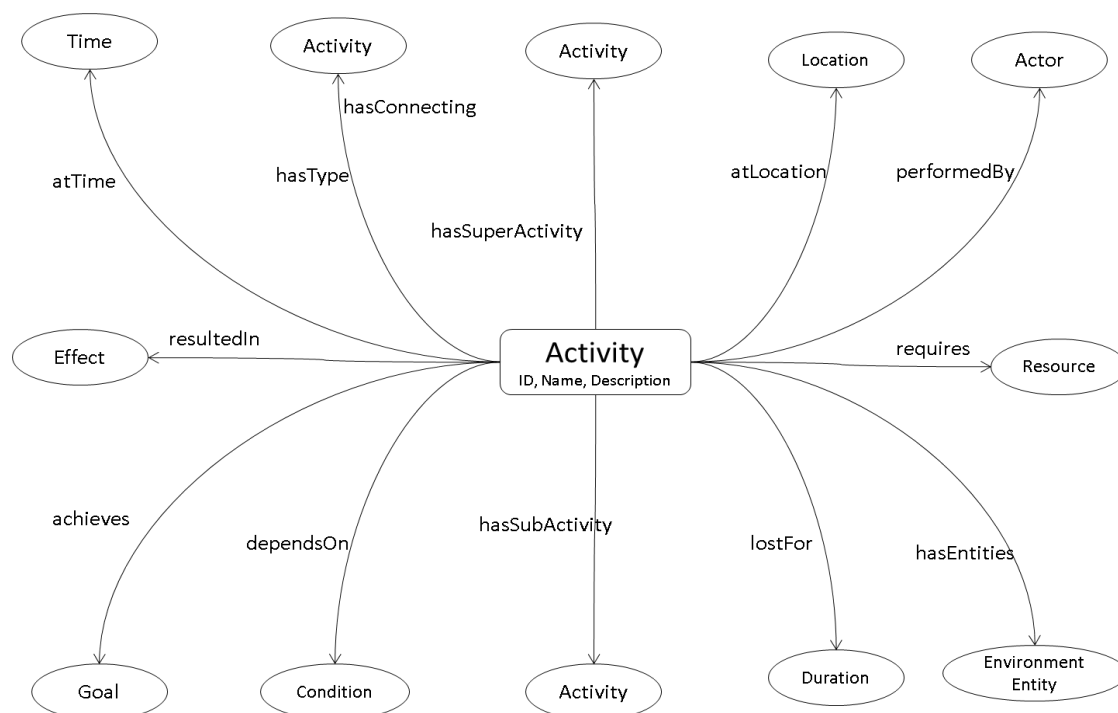 Time
Activity
Activity
Location
Actor
hasConnecting
atTime
hasType
atLocation
performedBy
hasSuperActivity
Effect
resultedIn
Activity
ID, Name, Description
requires
Resource
achieves
dependsOn
hasSubActivity
lostFor
hasEntities
Goal
Condition
Activity
Duration
Environment
Entity